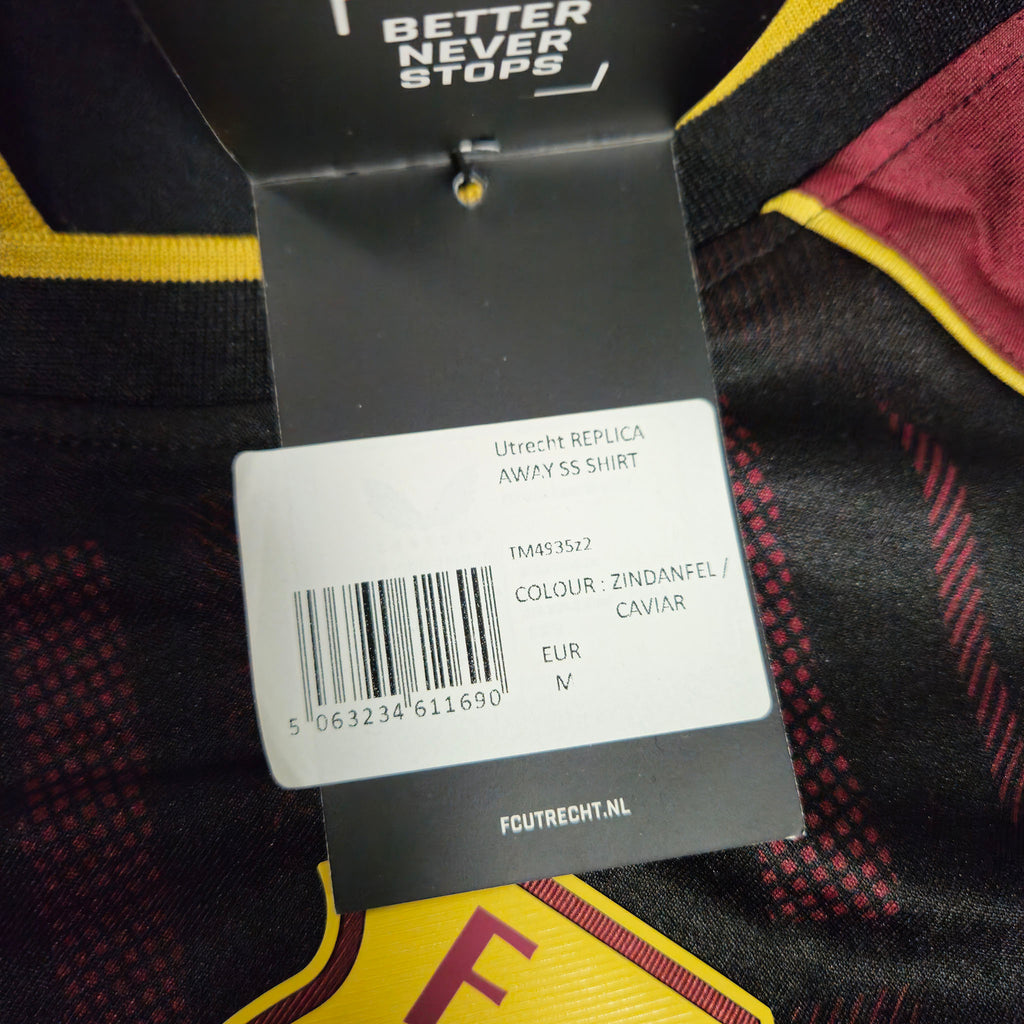 BETTER
NEVER
STOPS
Utrecht REPLICA
AWAY SS SHIRT
TM4935z2
COLOUR : ZINDANFEL /
CAVIAR
EUR
M
5 063234 611690
FCUTRECHT.NL
F